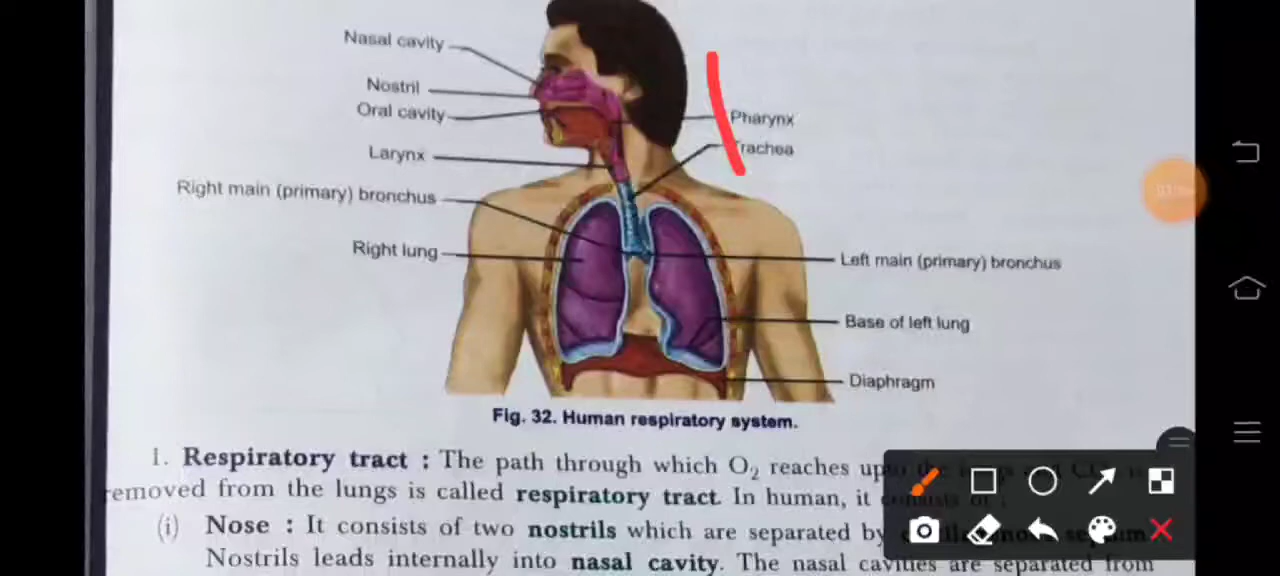 Nasal cavity
Nostril
Oral cavity
Pharynx
Larynx
Trachea
Right main (primary) bronchus
Right lung
Left main (primary) bronchus
Base of left lung
Diaphragm
Fig. 32. Human respiratory system.
1. Respiratory tract : The path through which O₂ reaches
removed from the lungs is called respiratory tract. In human, it
(i) Nose : It consists of two nostrils which are separated by
Nostrils leads internally into nasal cavity. The nasal cavities are separated from